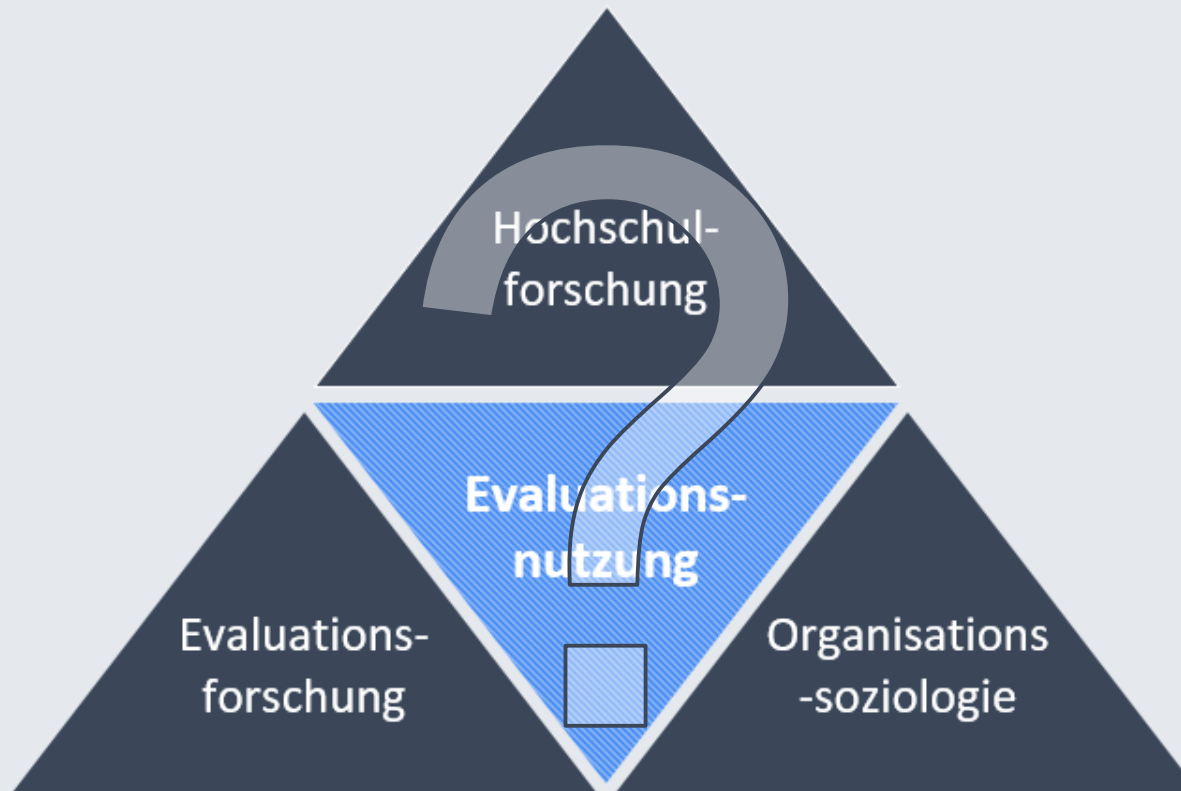 Hochschul-
forschung
Evaluations-
nutzung
Evaluations-
forschung
Organisations
-soziologie
?